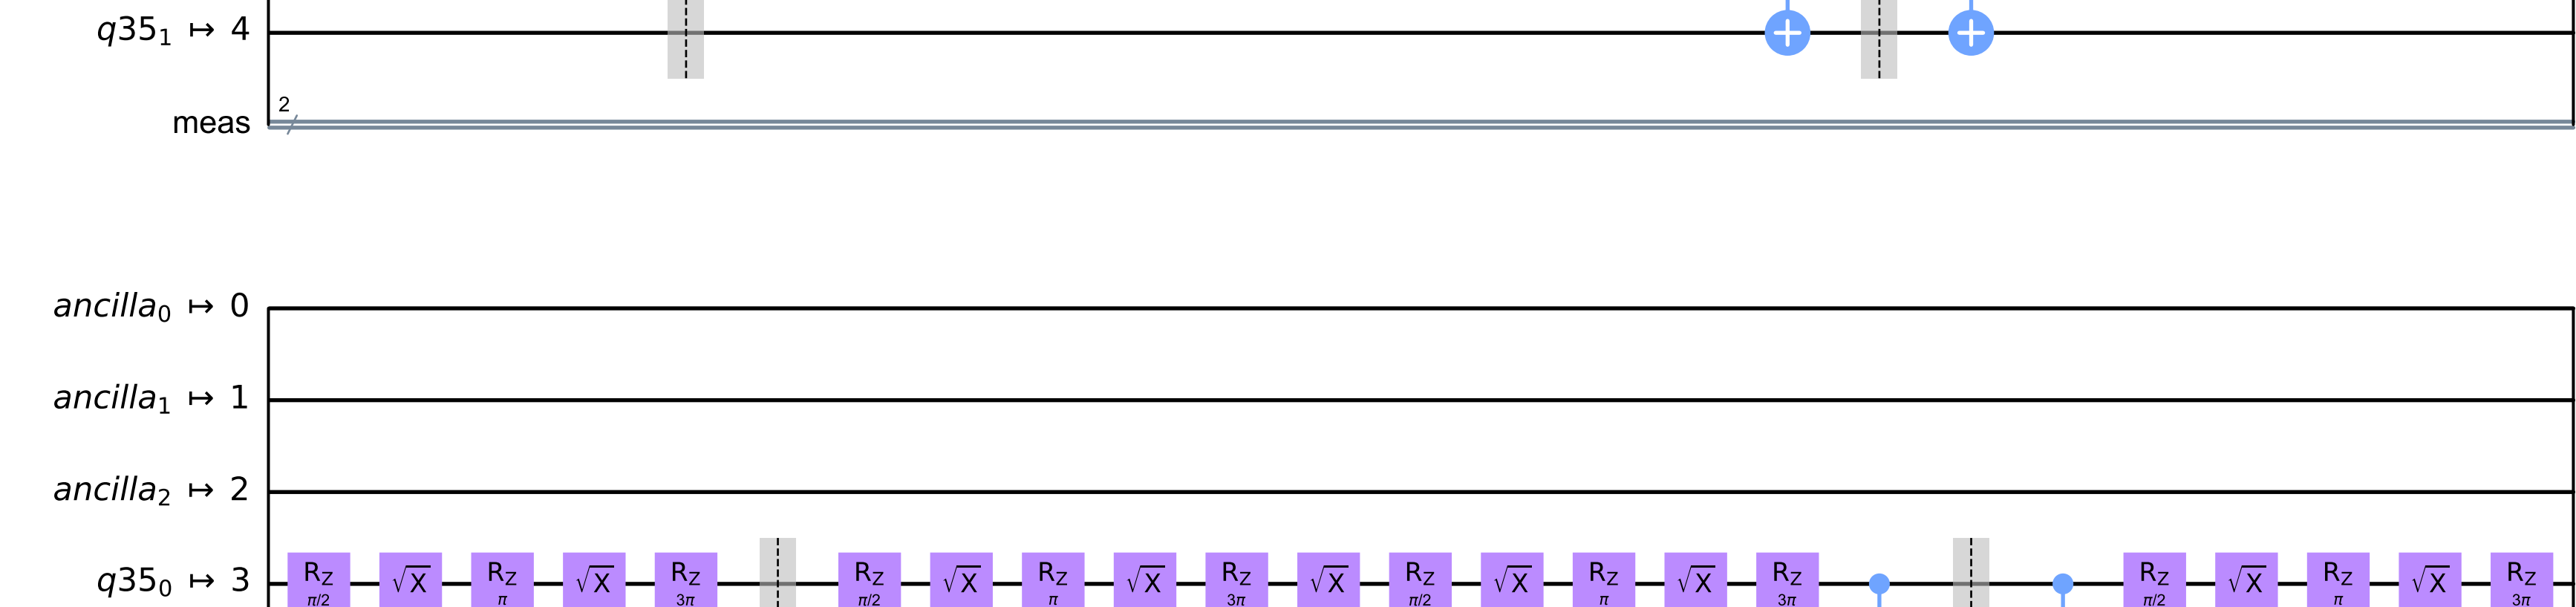 q35₁ ↦ 4
2
meas
ancilla₀ ↦ 0
ancilla₁ ↦ 1
ancilla₂ ↦ 2
q35₀ ↦ 3 R_Z √X R_Z √X R_Z R_Z √X R_Z √X R_Z √X R_Z √X R_Z √X R_Z R_Z √X R_Z √X R_Z
π/2 π 3π π/2 π 3π π/2 π 3π π/2 π 3π